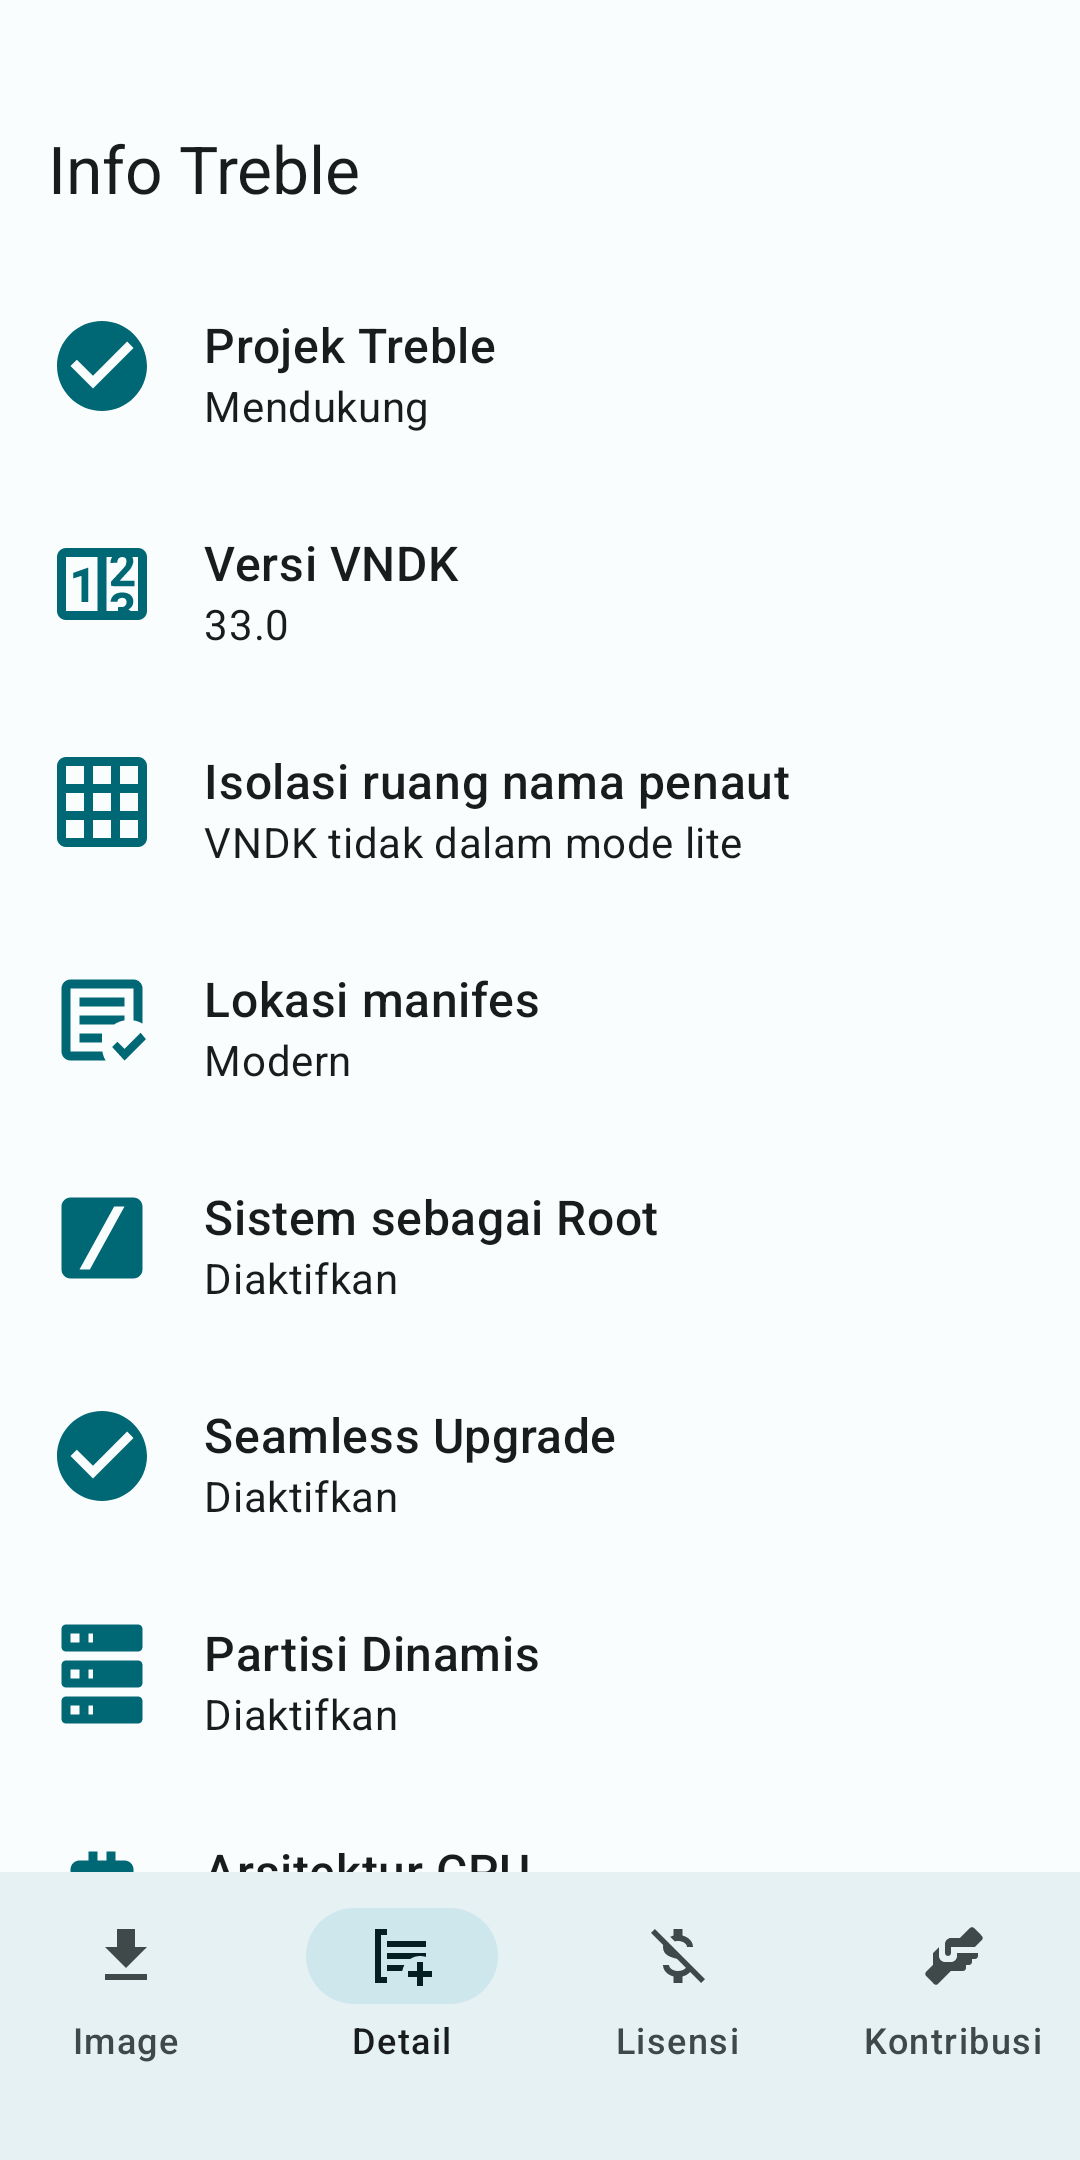 Info Treble
Projek Treble
Mendukung
Versi VNDK
33.0
Isolasi ruang nama penaut
VNDK tidak dalam mode lite
Lokasi manifes
Modern
Sistem sebagai Root
Diaktifkan
Seamless Upgrade
Diaktifkan
Partisi Dinamis
Diaktifkan
Arsitektur CPU
Image
Detail
Lisensi
Kontribusi